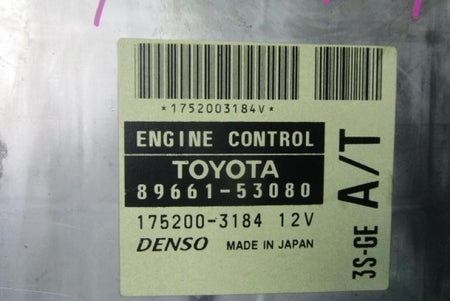 *1752003184V*
ENGINE CONTROL
TOYOTA
89661-53080
175200-3184 12V
DENSO MADE IN JAPAN
3S-GE A/T